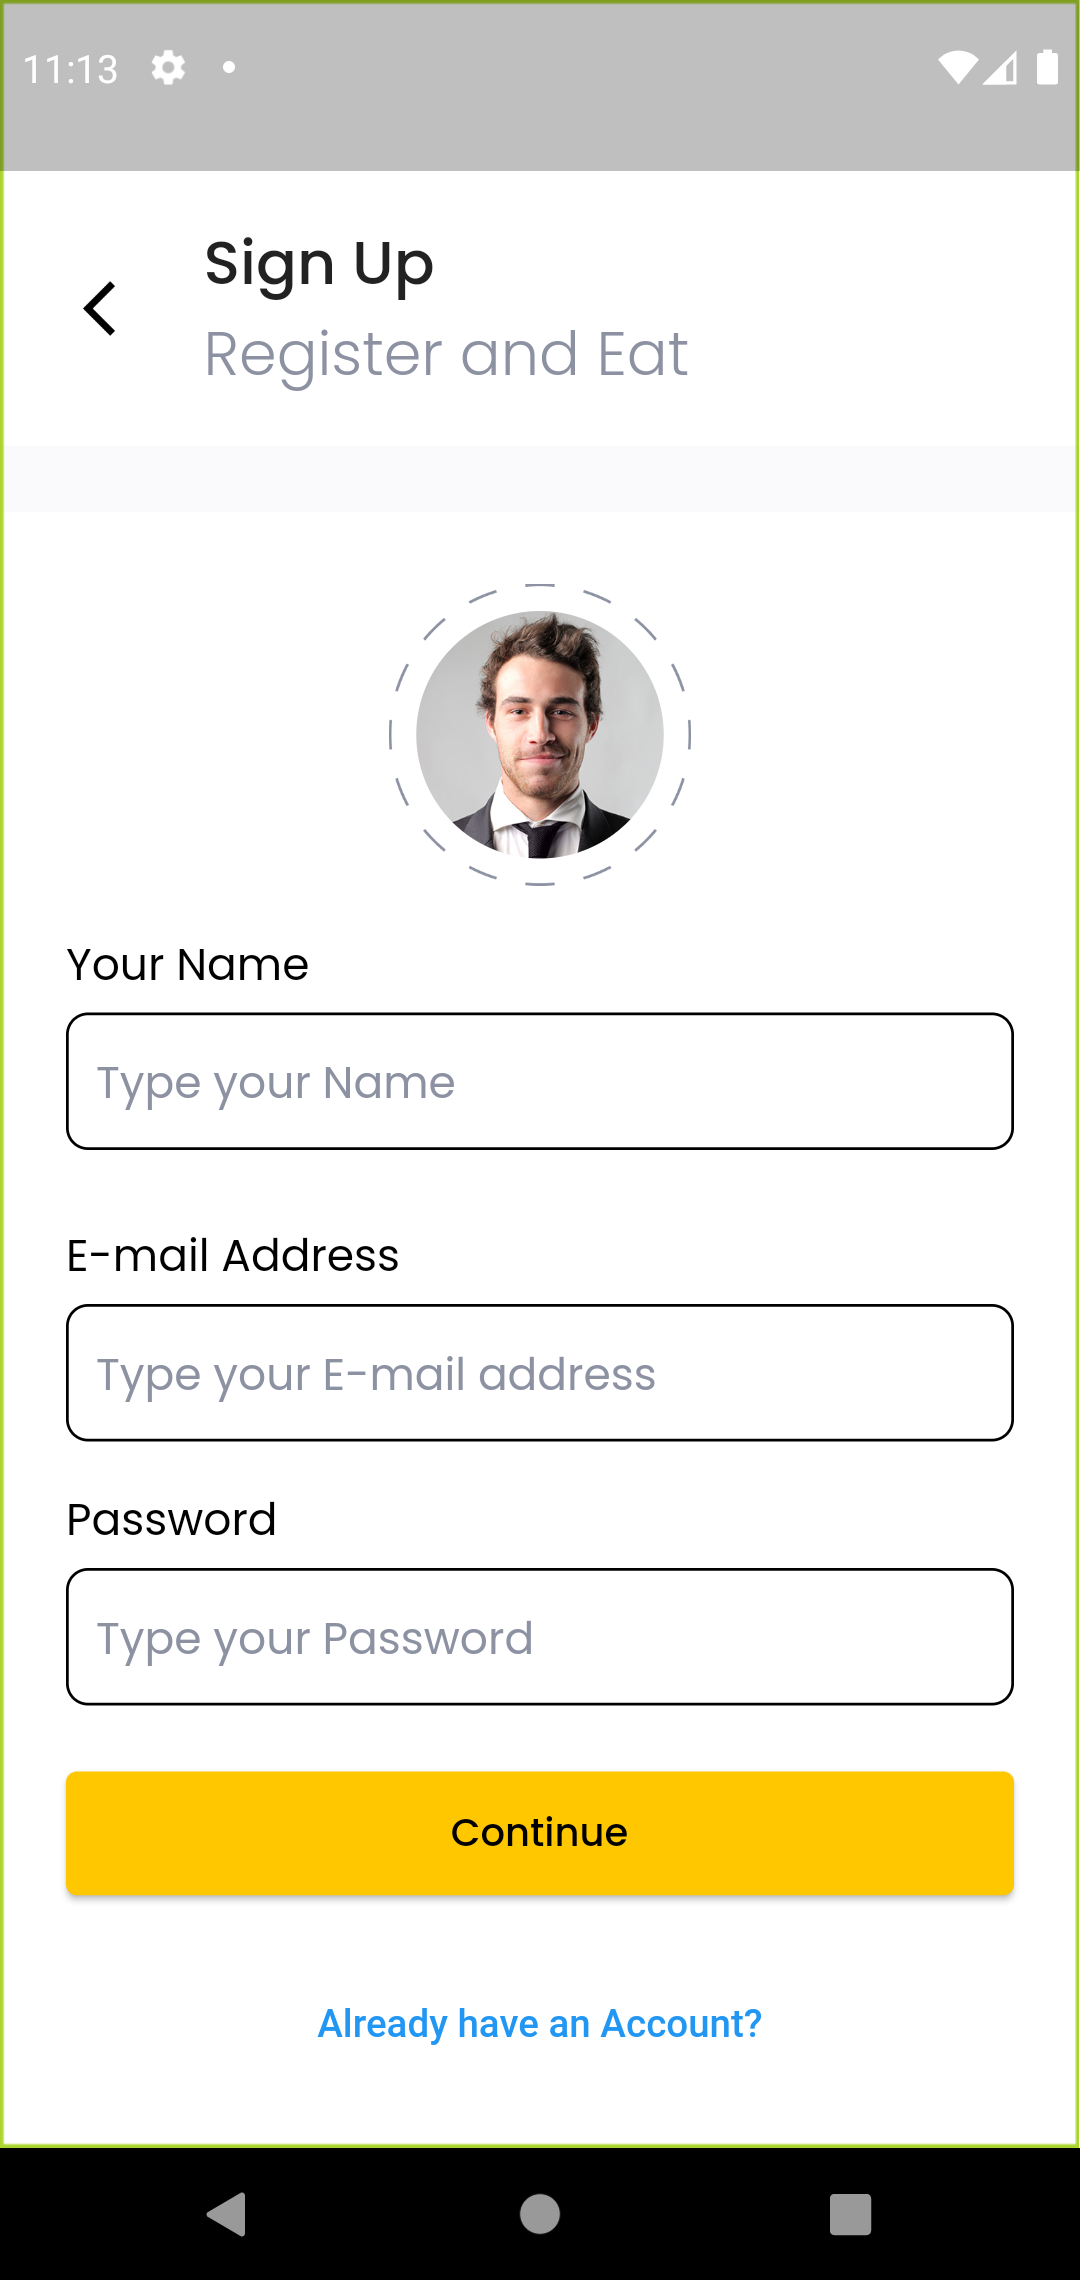 11:13
Sign Up
Register and Eat
Your Name
Type your Name
E-mail Address
Type your E-mail address
Password
Type your Password
Continue
Already have an Account?